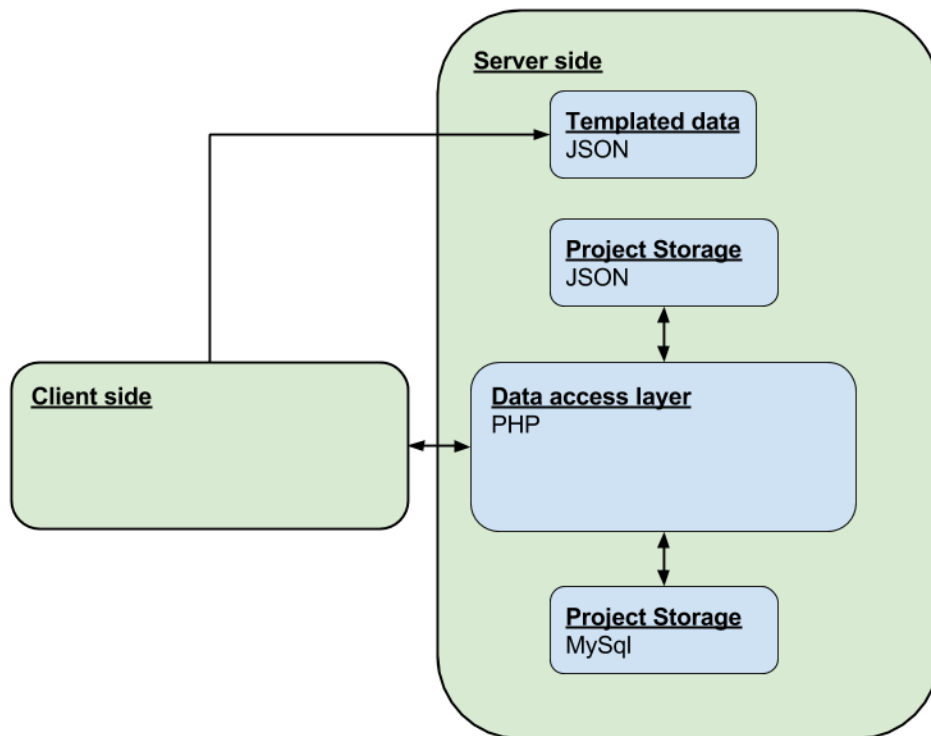 Server side
Templated data
JSON
Project Storage
JSON
Client side
Data access layer
PHP
Project Storage
MySql